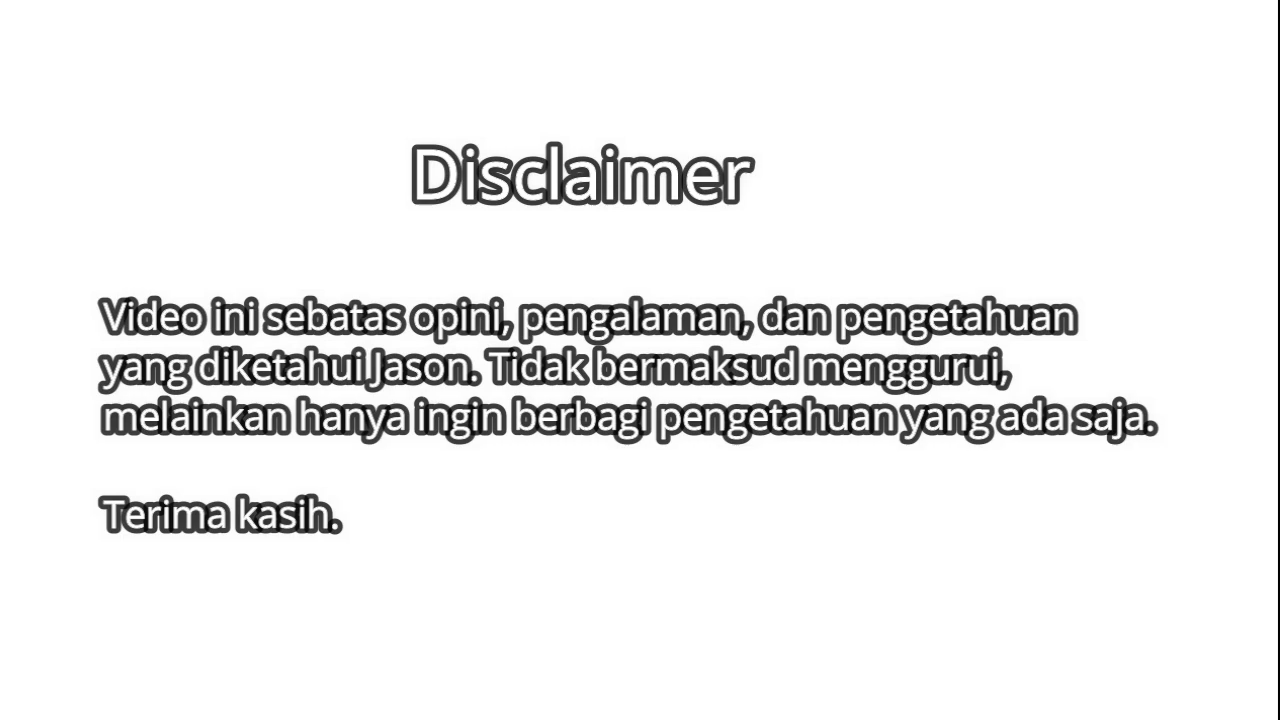 Disclaimer
Video ini sebatas opini, pengalaman, dan pengetahuan
yang diketahui Jason. Tidak bermaksud menggurui,
melainkan hanya ingin berbagi pengetahuan yang ada saja.
Terima kasih.